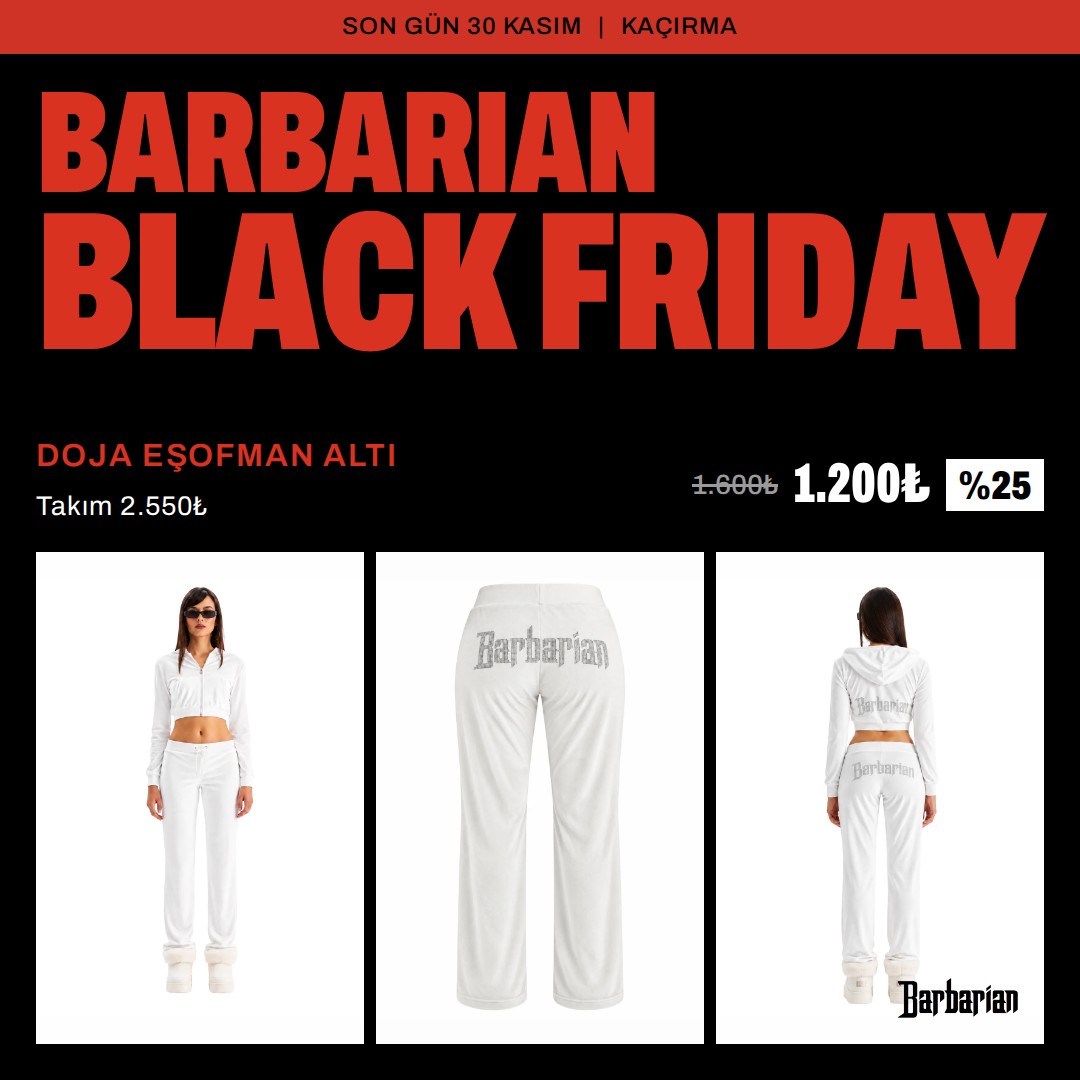 SON GÜN 30 KASIM | KAÇIRMA
BARBARIAN
BLACK FRIDAY
DOJA EŞOFMAN ALTI
Takım 2.550₺
1.600₺ 1.200₺ %25
Barbarian
Barbarian
Barbarian
Barbarian